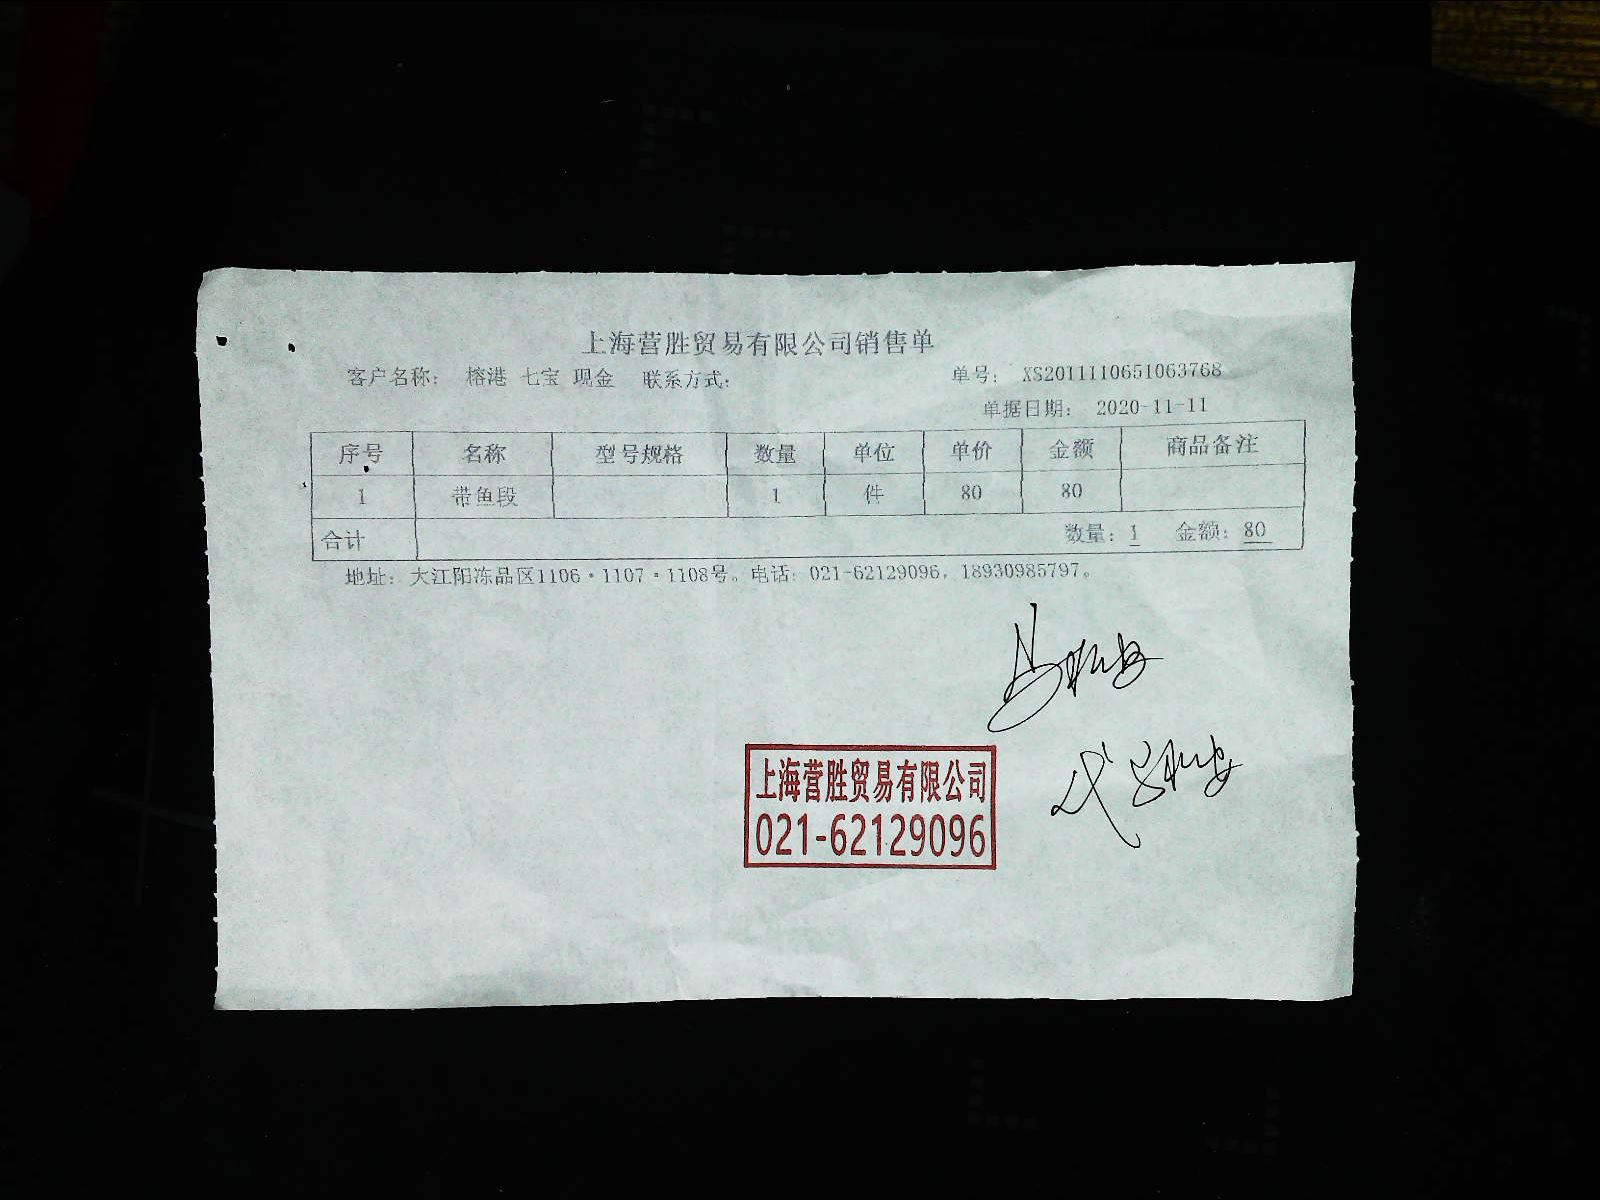 上海营胜贸易有限公司销售单
客户名称： 榕港 七宝 现金 联系方式： 单号： XS2011110651063768
单据日期： 2020-11-11
序号 名称 型号规格 数量 单位 单价 金额 商品备注
1 带鱼段 1 件 80 80
合计 数量：1 金额：80
地址：大江阳冻品区1106·1107·1108号。电话：021-62129096，18930985797。
上海营胜贸易有限公司
021-62129096
代